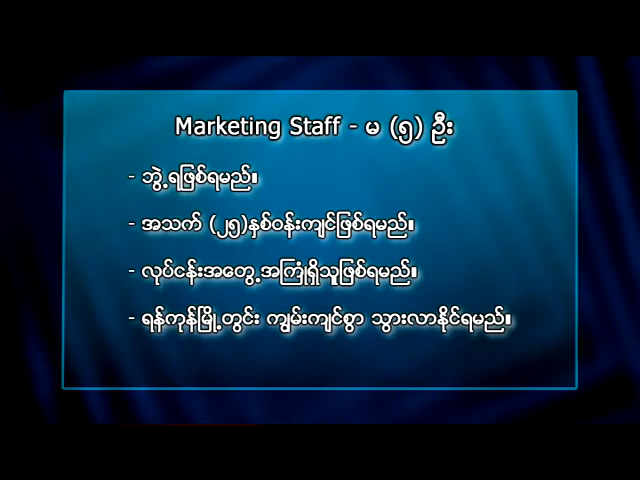 Marketing Staff - မ (၅) ဦး
- ဘွဲ့ရဖြစ်ရမည်။
- အသက် (၂၅)နှစ်ဝန်းကျင်ဖြစ်ရမည်။
- လုပ်ငန်းအတွေ့အကြုံရှိသူဖြစ်ရမည်။
- ရန်ကုန်မြို့တွင်း ကျွမ်းကျင်စွာ သွားလာနိုင်ရမည်။